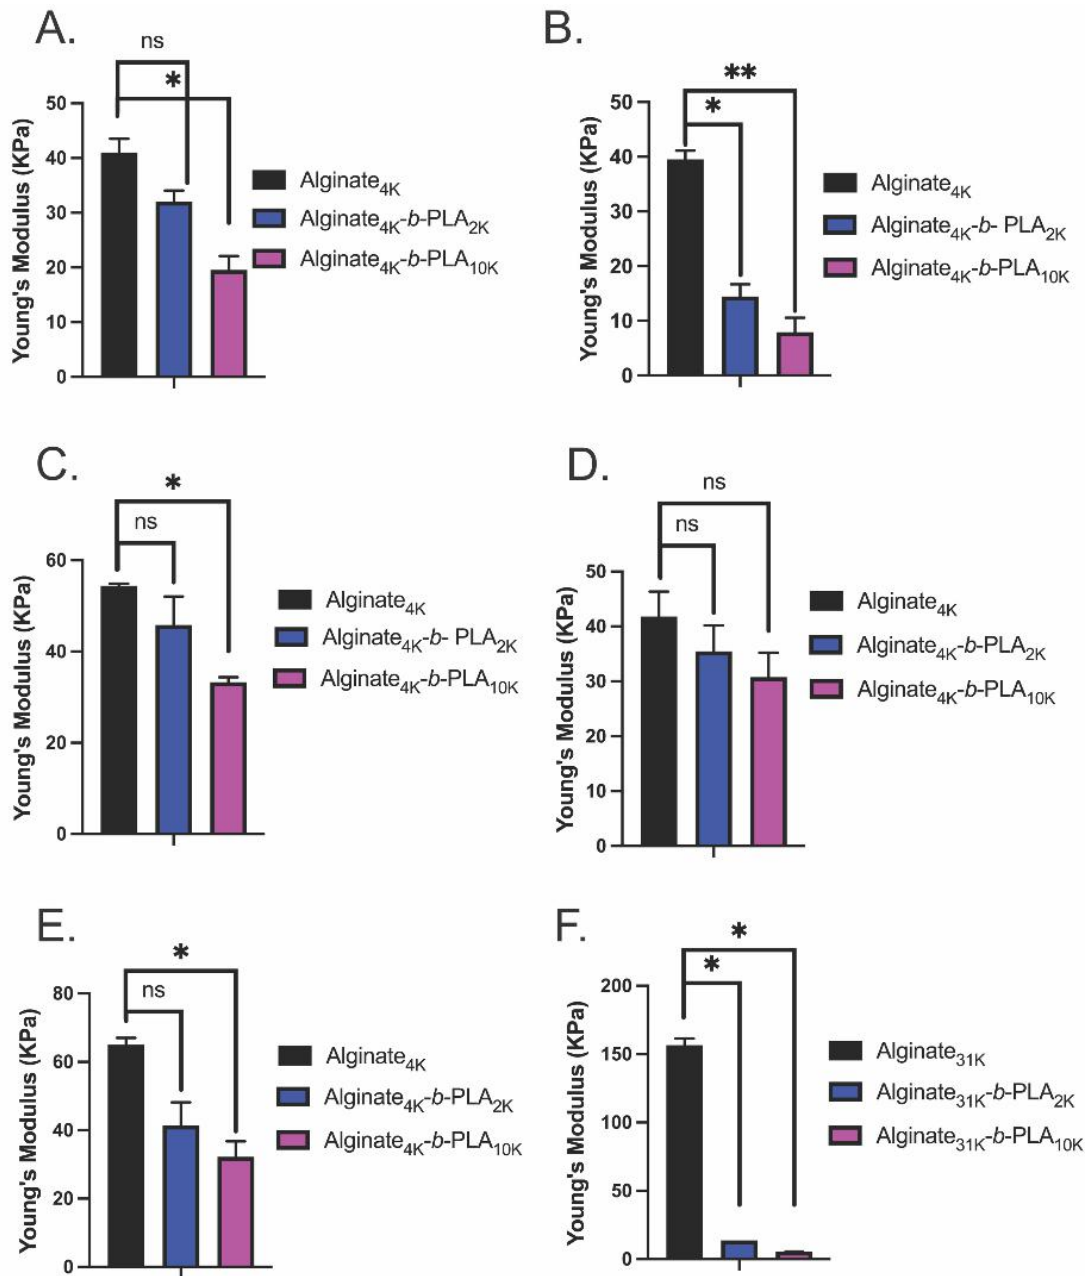 A.
ns
*
50
40
30
20
10
0
Young's Modulus (KPa)
Alginate4K
Alginate4K-b-PLA2K
Alginate4K-b-PLA10K
B.
**
*
50
40
30
20
10
0
Young's Modulus (KPa)
Alginate4K
Alginate4K-b- PLA2K
Alginate4K-b-PLA10K
C.
*
ns
60
40
20
0
Young's Modulus (KPa)
Alginate4K
Alginate4K-b- PLA2K
Alginate4K-b-PLA10K
D.
ns
ns
50
40
30
20
10
0
Young's Modulus (KPa)
Alginate4K
Alginate4K-b-PLA2K
Alginate4K-b-PLA10K
E.
*
ns
80
60
40
20
0
Young's Modulus (KPa)
Alginate4K
Alginate4K-b-PLA2K
Alginate4K-b-PLA10K
F.
*
*
200
150
100
50
0
Young's Modulus (KPa)
Alginate31K
Alginate31K-b-PLA2K
Alginate31K-b-PLA10K